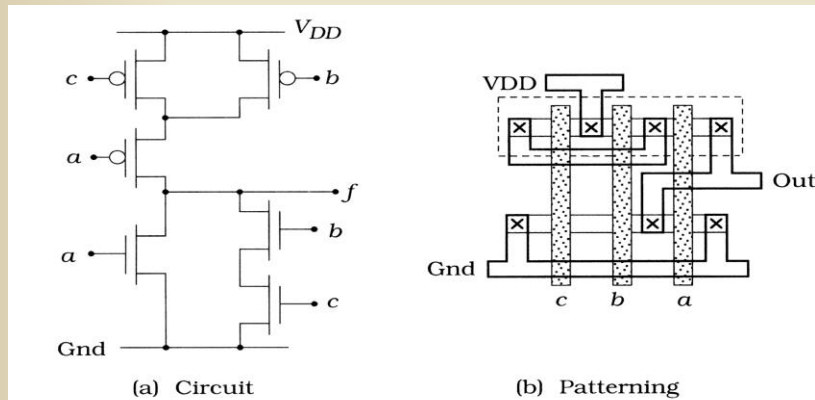 V_DD
c
b
a
f
a
b
c
Gnd
(a) Circuit
VDD
Out
Gnd
c b a
(b) Patterning